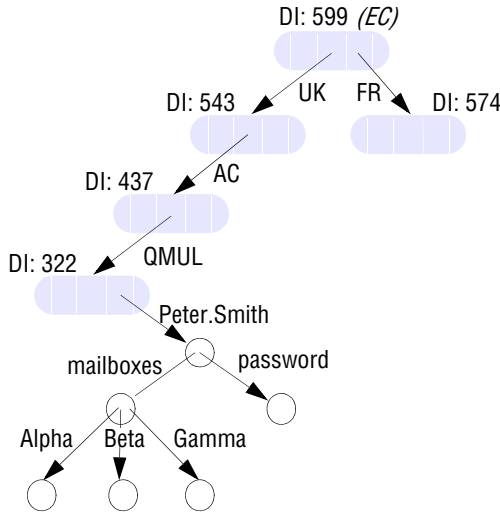 DI: 599 (EC)
UK
FR
DI: 543
DI: 574
AC
DI: 437
QMUL
DI: 322
Peter.Smith
mailboxes
password
Alpha
Beta
Gamma